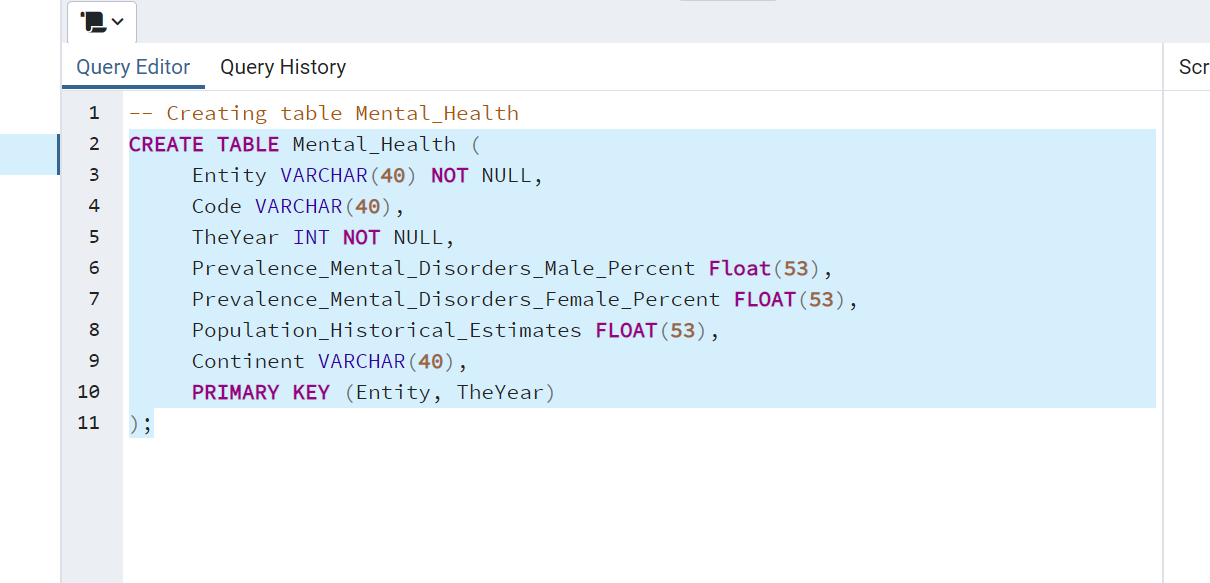 Query Editor Query History Scr
1 -- Creating table Mental_Health
2 CREATE TABLE Mental_Health (
3 Entity VARCHAR(40) NOT NULL,
4 Code VARCHAR(40),
5 TheYear INT NOT NULL,
6 Prevalence_Mental_Disorders_Male_Percent Float(53),
7 Prevalence_Mental_Disorders_Female_Percent FLOAT(53),
8 Population_Historical_Estimates FLOAT(53),
9 Continent VARCHAR(40),
10 PRIMARY KEY (Entity, TheYear)
11 );